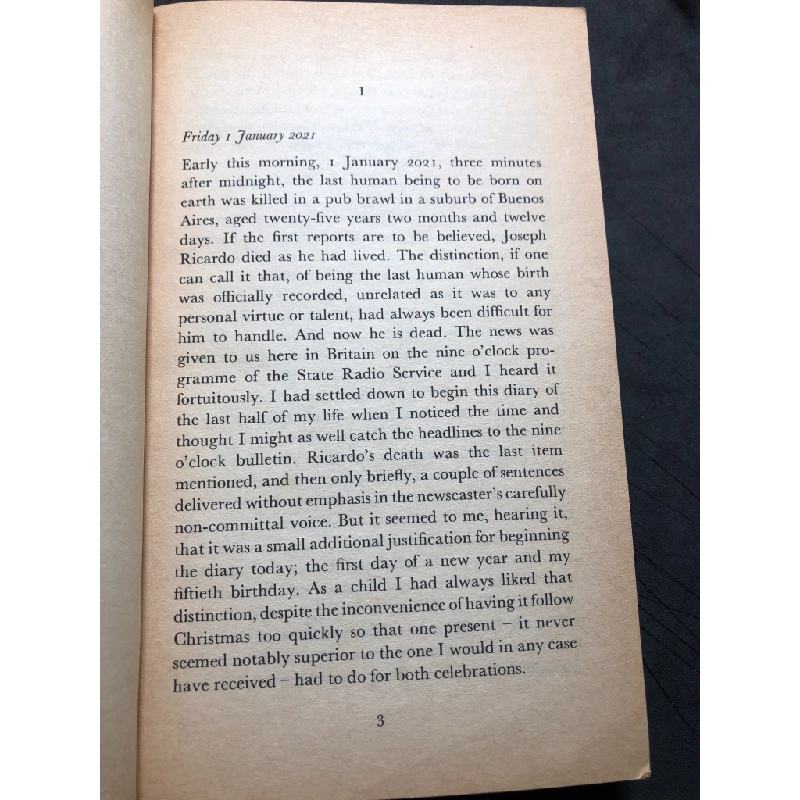 1
Friday 1 January 2021
Early this morning, 1 January 2021, three minutes
after midnight, the last human being to be born on
earth was killed in a pub brawl in a suburb of Buenos
Aires, aged twenty-five years two months and twelve
days. If the first reports are to be believed, Joseph
Ricardo died as he had lived. The distinction, if one
can call it that, of being the last human whose birth
was officially recorded, unrelated as it was to any
personal virtue or talent, had always been difficult for
him to handle. And now he is dead. The news was
given to us here in Britain on the nine o'clock pro-
gramme of the State Radio Service and I heard it
fortuitously. I had settled down to begin this diary of
the last half of my life when I noticed the time and
thought I might as well catch the headlines to the nine
o'clock bulletin. Ricardo's death was the last item
mentioned, and then only briefly, a couple of sentences
delivered without emphasis in the newscaster's carefully
non-committal voice. But it seemed to me, hearing it,
that it was a small additional justification for beginning
the diary today; the first day of a new year and my
fiftieth birthday. As a child I had always liked that
distinction, despite the inconvenience of having it follow
Christmas too quickly so that one present – it never
seemed notably superior to the one I would in any case
have received – had to do for both celebrations.
3